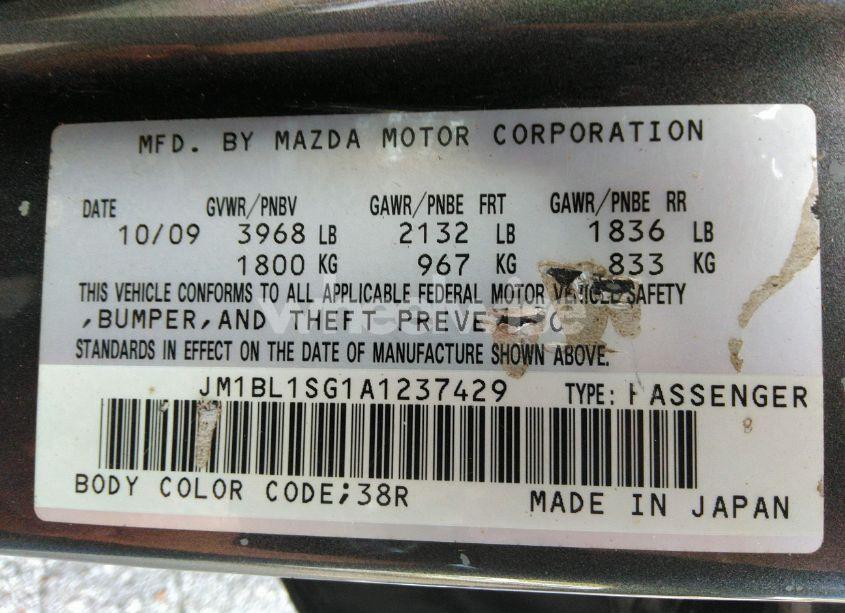 MFD. BY MAZDA MOTOR CORPORATION
DATE GVWR/PNBV GAWR/PNBE FRT GAWR/PNBE RR
10/09 3968 LB 2132 LB 1836 LB
1800 KG 967 KG 833 KG
THIS VEHICLE CONFORMS TO ALL APPLICABLE FEDERAL MOTOR VEHICLE SAFETY
,BUMPER,AND THEFT
STANDARDS IN EFFECT ON THE DATE OF MANUFACTURE SHOWN ABOVE.
JM1BL1SG1A1237429 TYPE: PASSENGER
BODY COLOR CODE;38R MADE IN JAPAN